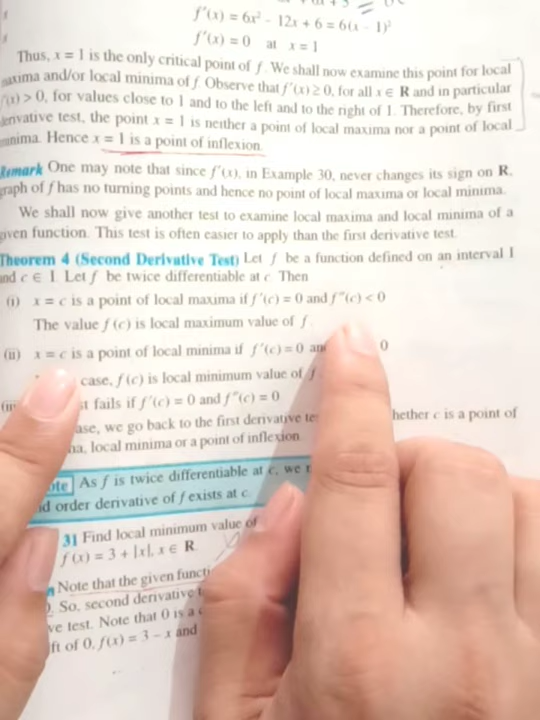 f′(x) = 6x² – 12x + 6 = 6(x – 1)²
f′(x) = 0 at x = 1
Thus, x = 1 is the only critical point of f. We shall now examine this point for local
maxima and/or local minima of f. Observe that f′(x) ≥ 0, for all x ∈ R and in particular
f′(x) > 0, for values close to 1 and to the left and to the right of 1. Therefore, by first
derivative test, the point x = 1 is neither a point of local maxima nor a point of local
minima. Hence x = 1 is a point of inflexion.
Remark One may note that since f′(x), in Example 30, never changes its sign on R,
graph of f has no turning points and hence no point of local maxima or local minima.
We shall now give another test to examine local maxima and local minima of a
given function. This test is often easier to apply than the first derivative test.
Theorem 4 (Second Derivative Test) Let f be a function defined on an interval I
and c ∈ I. Let f be twice differentiable at c. Then
(i) x = c is a point of local maxima if f′(c) = 0 and f″(c) < 0
The value f (c) is local maximum value of f.
(ii) x = c is a point of local minima if f′(c) = 0 an 0
case, f(c) is local minimum value of f
st fails if f′(c) = 0 and f″(c) = 0
ase, we go back to the first derivative te hether c is a point of
na, local minima or a point of inflexion.
ote As f is twice differentiable at c, we
d order derivative of f exists at c.
31 Find local minimum value of
f (x) = 3 + |x|, x ∈ R.
Note that the given functi
. So, second derivative t
ve test. Note that 0 is a c
ft of 0, f(x) = 3 – x and